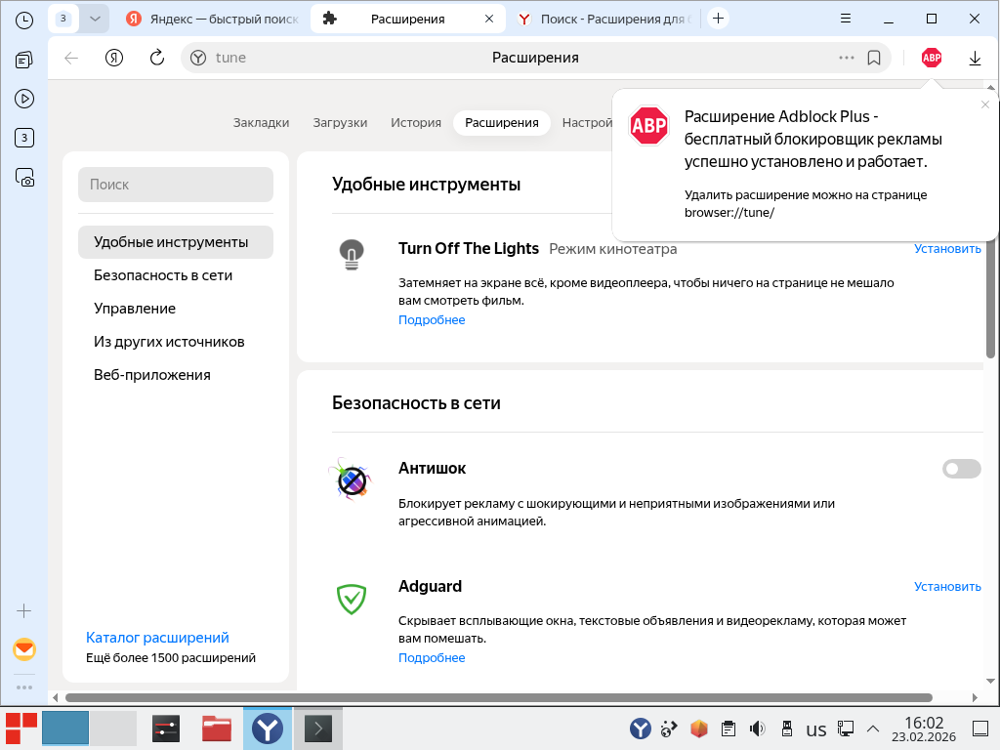 3
Яндекс — быстрый поиск
Расширения
Поиск - Расширения для
tune
Расширения
ABP
Закладки
Загрузки
История
Расширения
Настрой
ABP
Расширение Adblock Plus -
бесплатный блокировщик рекламы
успешно установлено и работает.
Удалить расширение можно на странице
browser://tune/
3
Поиск
Удобные инструменты
Безопасность в сети
Управление
Из других источников
Веб-приложения
Каталог расширений
Ещё более 1500 расширений
Удобные инструменты
Turn Off The Lights Режим кинотеатра
Установить
Затемняет на экране всё, кроме видеоплеера, чтобы ничего на странице не мешало
вам смотреть фильм.
Подробнее
Безопасность в сети
Антишок
Блокирует рекламу с шокирующими и неприятными изображениями или
агрессивной анимацией.
Adguard
Установить
Скрывает всплывающие окна, текстовые объявления и видеорекламу, которая может
вам помешать.
Подробнее
us
16:02
23.02.2026